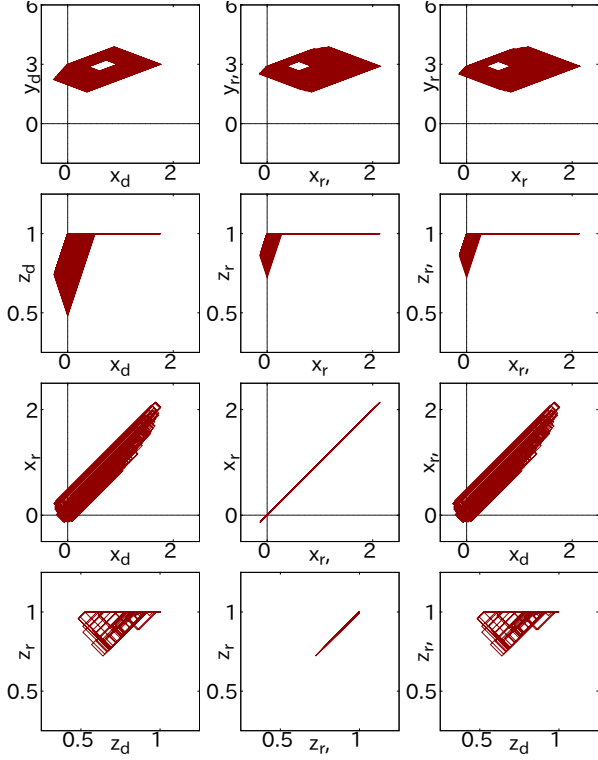 6 6 6
3 3 3
0 0 0
y_d y_r, y_r
0 2 0 2 0 2
x_d x_r, x_r
1 1 1
0.5 0.5 0.5
z_d z_r z_r,
0 2 0 2 0 2
x_d x_r x_r,
2 2 2
0 0 0
x_r x_r x_r,
0 2 0 2 0 2
x_d x_r, x_d
1 1 1
0.5 0.5 0.5
z_r z_r z_r,
0.5 1 0.5 1 0.5 1
z_d z_r, z_d